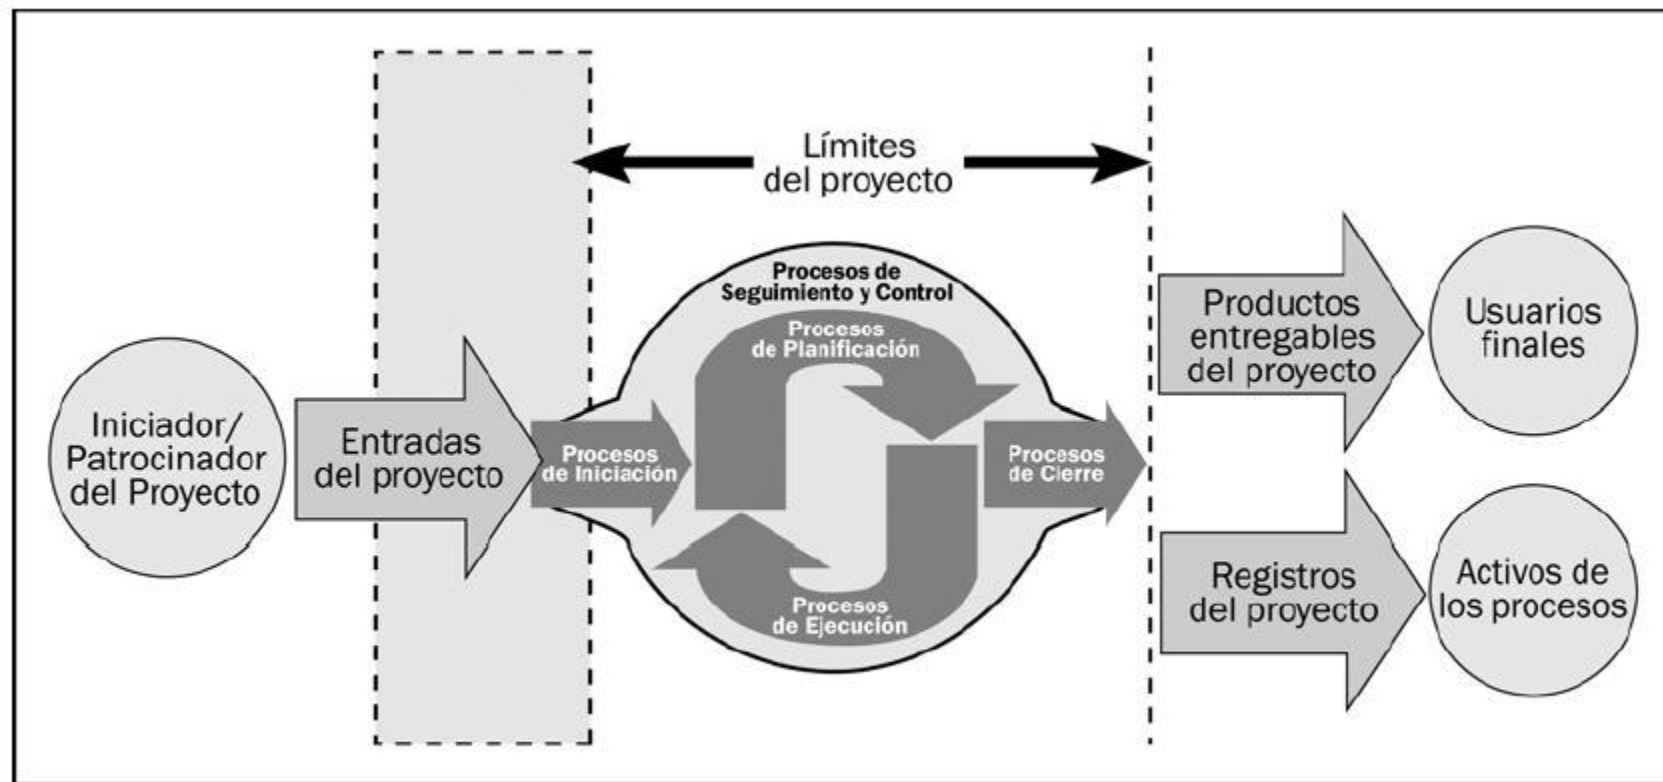 Límites
del proyecto
Procesos de
Seguimiento y Control
Procesos
de Planificación
Iniciador/
Patrocinador
del Proyecto
Entradas
del proyecto
Procesos
de Iniciación
Procesos
de Cierre
Procesos
de Ejecución
Productos
entregables
del proyecto
Usuarios
finales
Registros
del proyecto
Activos de
los procesos